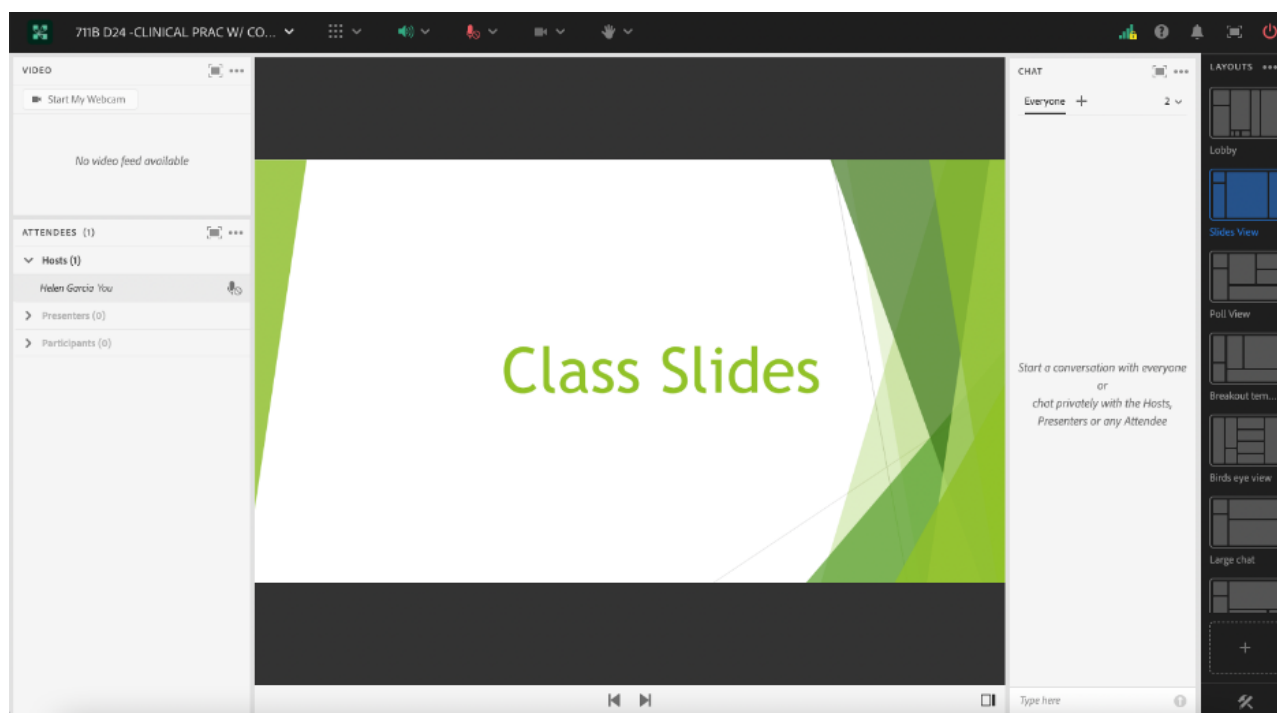 711B D24 -CLINICAL PRAC W/ CO...
VIDEO
Start My Webcam
No video feed available
ATTENDEES (1)
Hosts (1)
Helen Garcia You
Presenters (0)
Participants (0)
Class Slides
CHAT
Everyone
2
Start a conversation with everyone
or
chat privately with the Hosts,
Presenters or any Attendee
Type here
LAYOUTS
Lobby
Slides View
Poll View
Breakout tem...
Birds eye view
Large chat